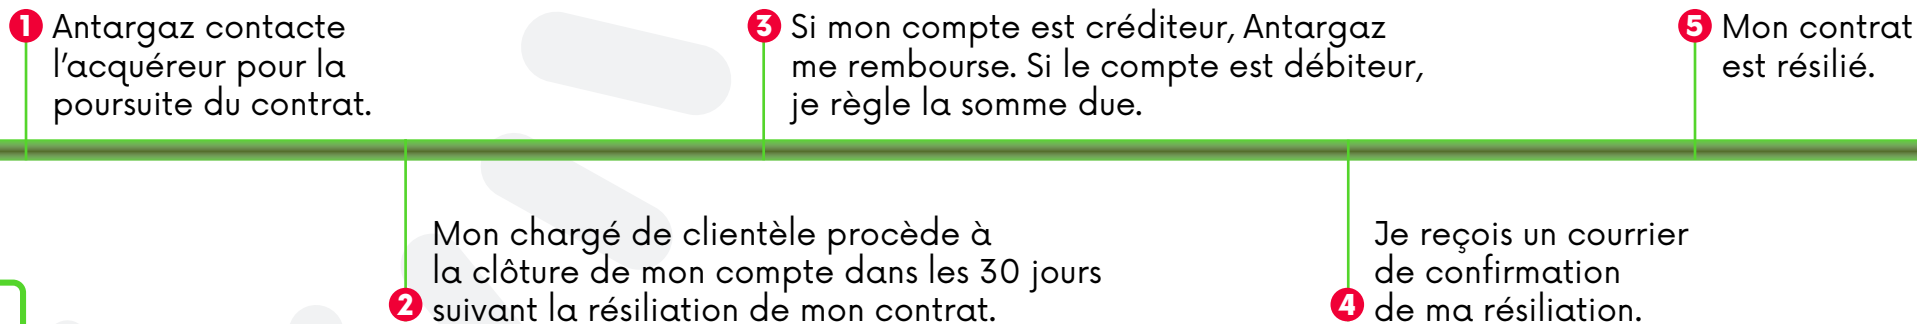 1 Antargaz contacte
l’acquéreur pour la
poursuite du contrat.
2 Mon chargé de clientèle procède à
la clôture de mon compte dans les 30 jours
suivant la résiliation de mon contrat.
3 Si mon compte est créditeur, Antargaz
me rembourse. Si le compte est débiteur,
je règle la somme due.
4 Je reçois un courrier
de confirmation
de ma résiliation.
5 Mon contrat
est résilié.